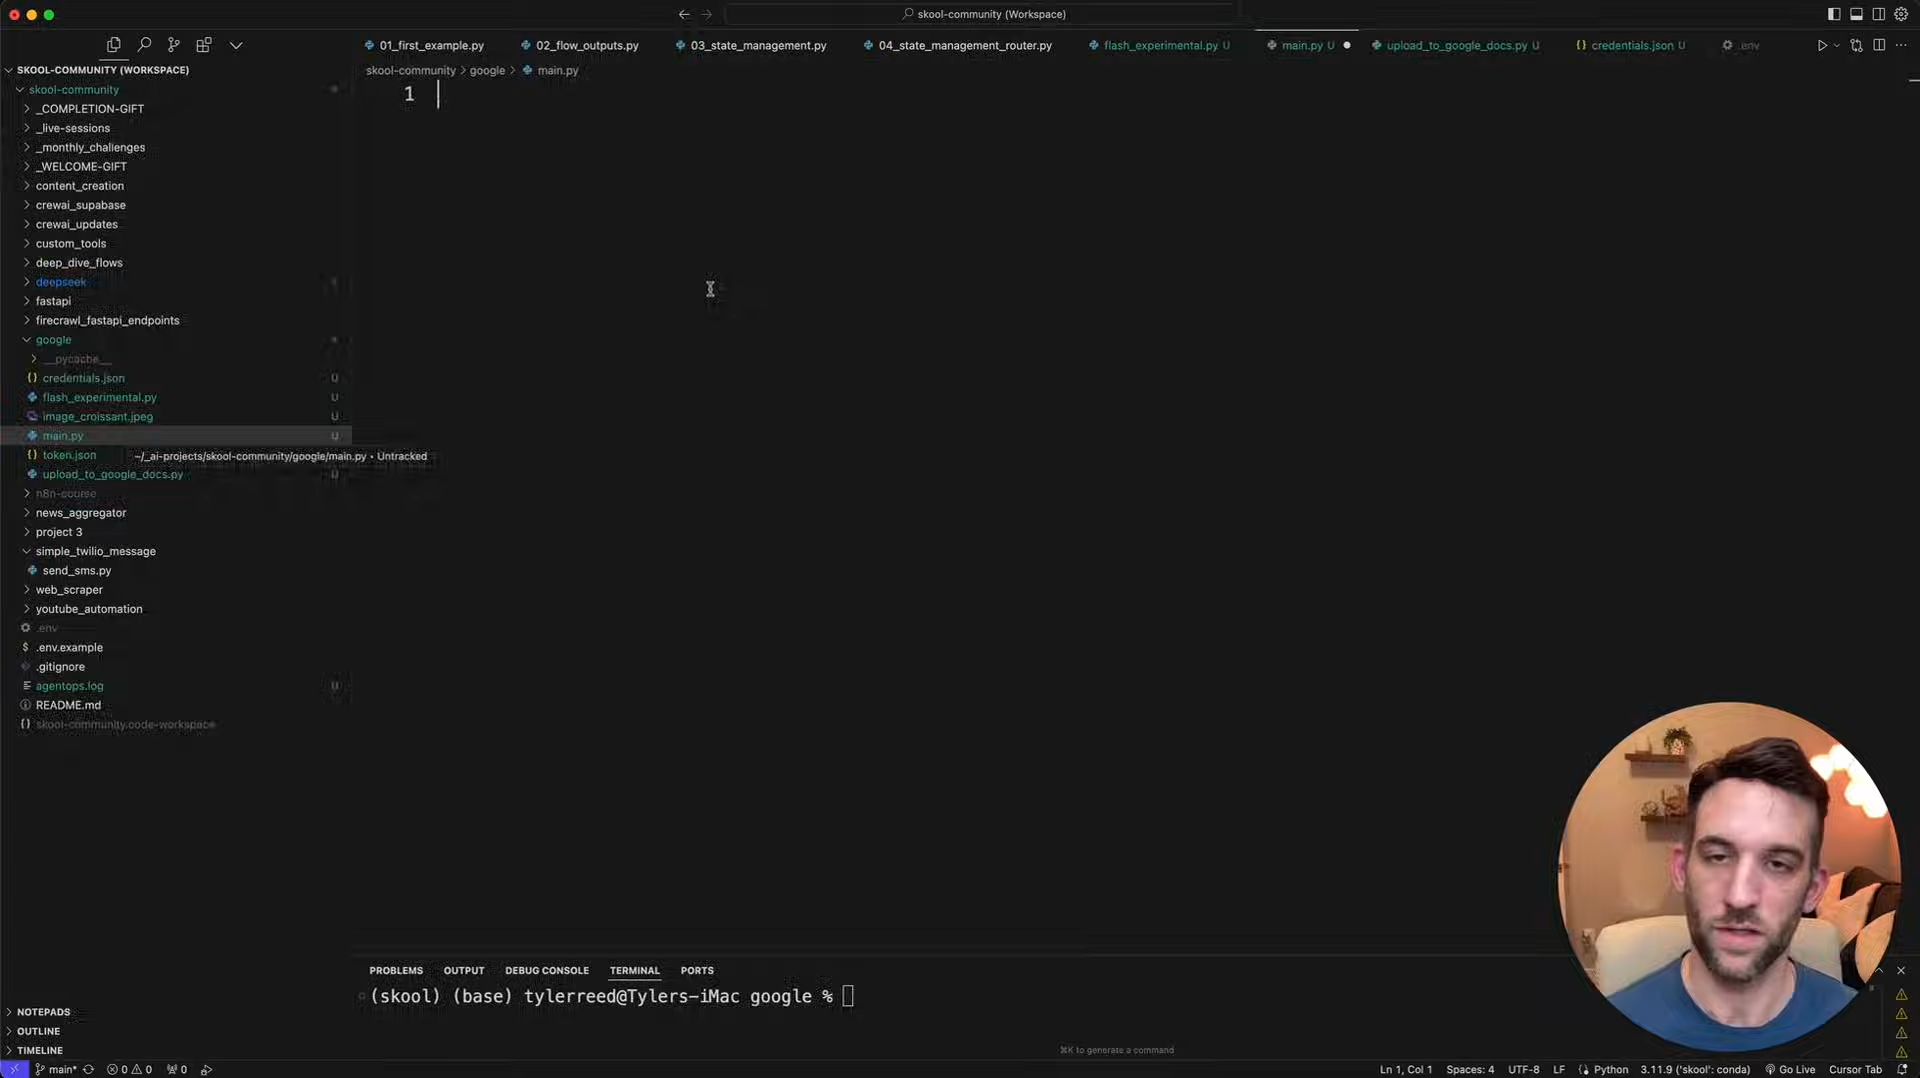 skool-community (Workspace)
01_first_example.py
02_flow_outputs.py
03_state_management.py
04_state_management_router.py
flash_experimental.py U
main.py U
upload_to_google_docs.py U
credentials.json U
.env
SKOOL-COMMUNITY (WORKSPACE)
skool-community > google > main.py
1
skool-community
_COMPLETION-GIFT
_live-sessions
_monthly_challenges
_WELCOME-GIFT
content_creation
crewai_supabase
crewai_updates
custom_tools
deep_dive_flows
deepseek
fastapi
firecrawl_fastapi_endpoints
google
__pycache__
credentials.json U
flash_experimental.py U
image_croissant.jpeg U
main.py U
token.json
~/_ai-projects/skool-community/google/main.py • Untracked
upload_to_google_docs.py U
n8n-course
news_aggregator
project 3
simple_twilio_message
send_sms.py
web_scraper
youtube_automation
.env
$ .env.example
.gitignore
agentops.log U
README.md
skool-community.code-workspace
PROBLEMS OUTPUT DEBUG CONSOLE TERMINAL PORTS
(skool) (base) tylerreed@Tylers-iMac google %
⌘K to generate a command
NOTEPADS
OUTLINE
TIMELINE
main* 0 0 0
Ln 1, Col 1 Spaces: 4 UTF-8 LF Python 3.11.9 ('skool': conda) Go Live Cursor Tab